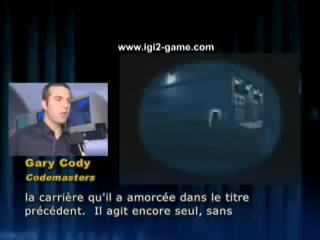 www.igi2-game.com
Gary Cody
Codemasters
la carrière qu'il a amorcée dans le titre
précédent.  Il agit encore seul, sans